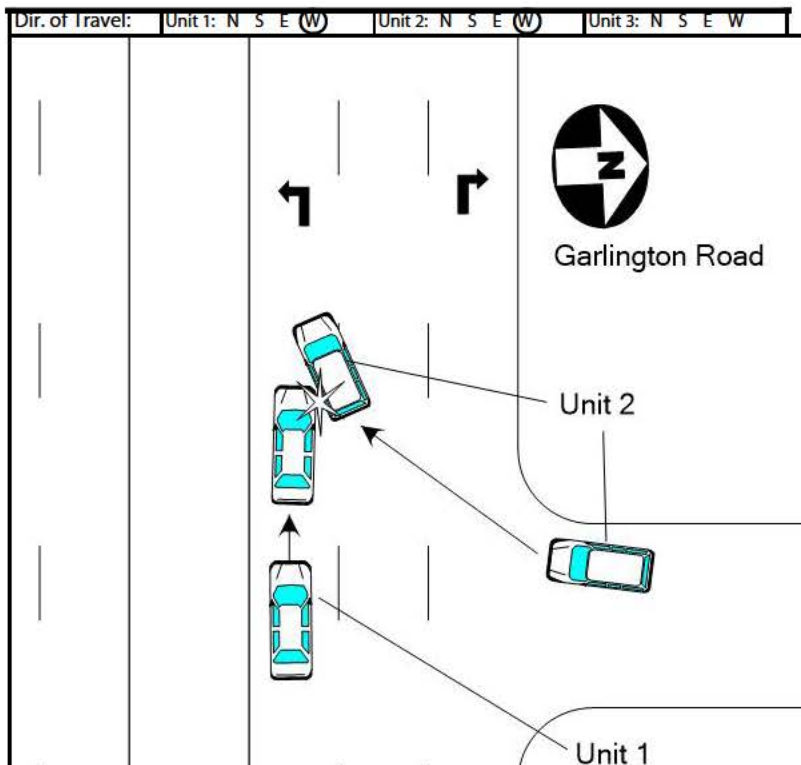 Dir. of Travel: Unit 1: N S E W Unit 2: N S E W Unit 3: N S E W
N
Garlington Road
Unit 2
Unit 1